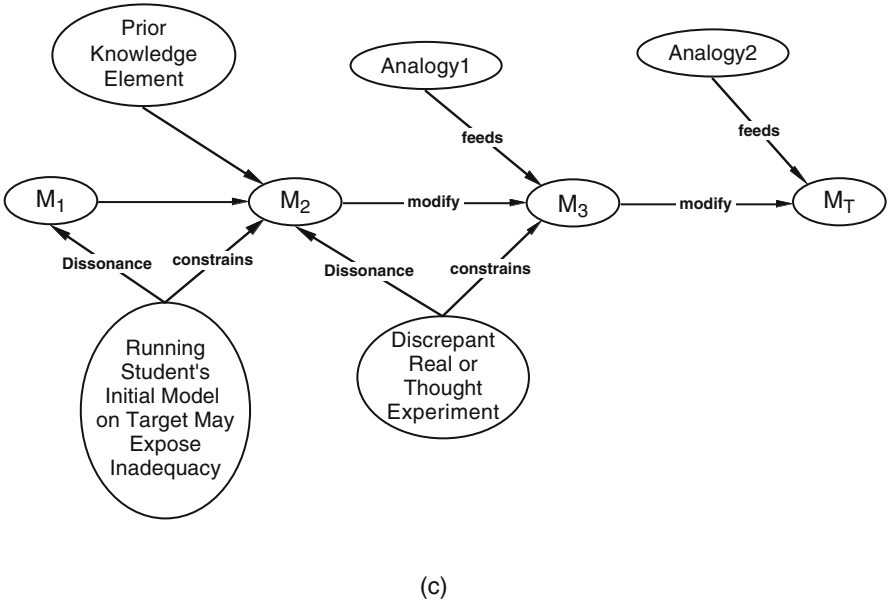 Prior
Knowledge
Element
Analogy1
Analogy2
feeds
feeds
M1
M2
modify
M3
modify
MT
Dissonance
constrains
Dissonance
constrains
Running
Student's
Initial Model
on Target May
Expose
Inadequacy
Discrepant
Real or
Thought
Experiment
(c)